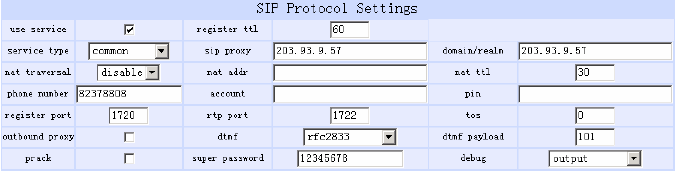 SIP Protocol Settings
use service register ttl 60
service type common sip proxy 203.93.9.57 domain/realm 203.93.9.57
nat traversal disable nat addr nat ttl 30
phone number 82378808 account pin
register port 1720 rtp port 1722 tos 0
outbound proxy dtmf rfc2833 dtmf payload 101
prack super password 12345678 debug output